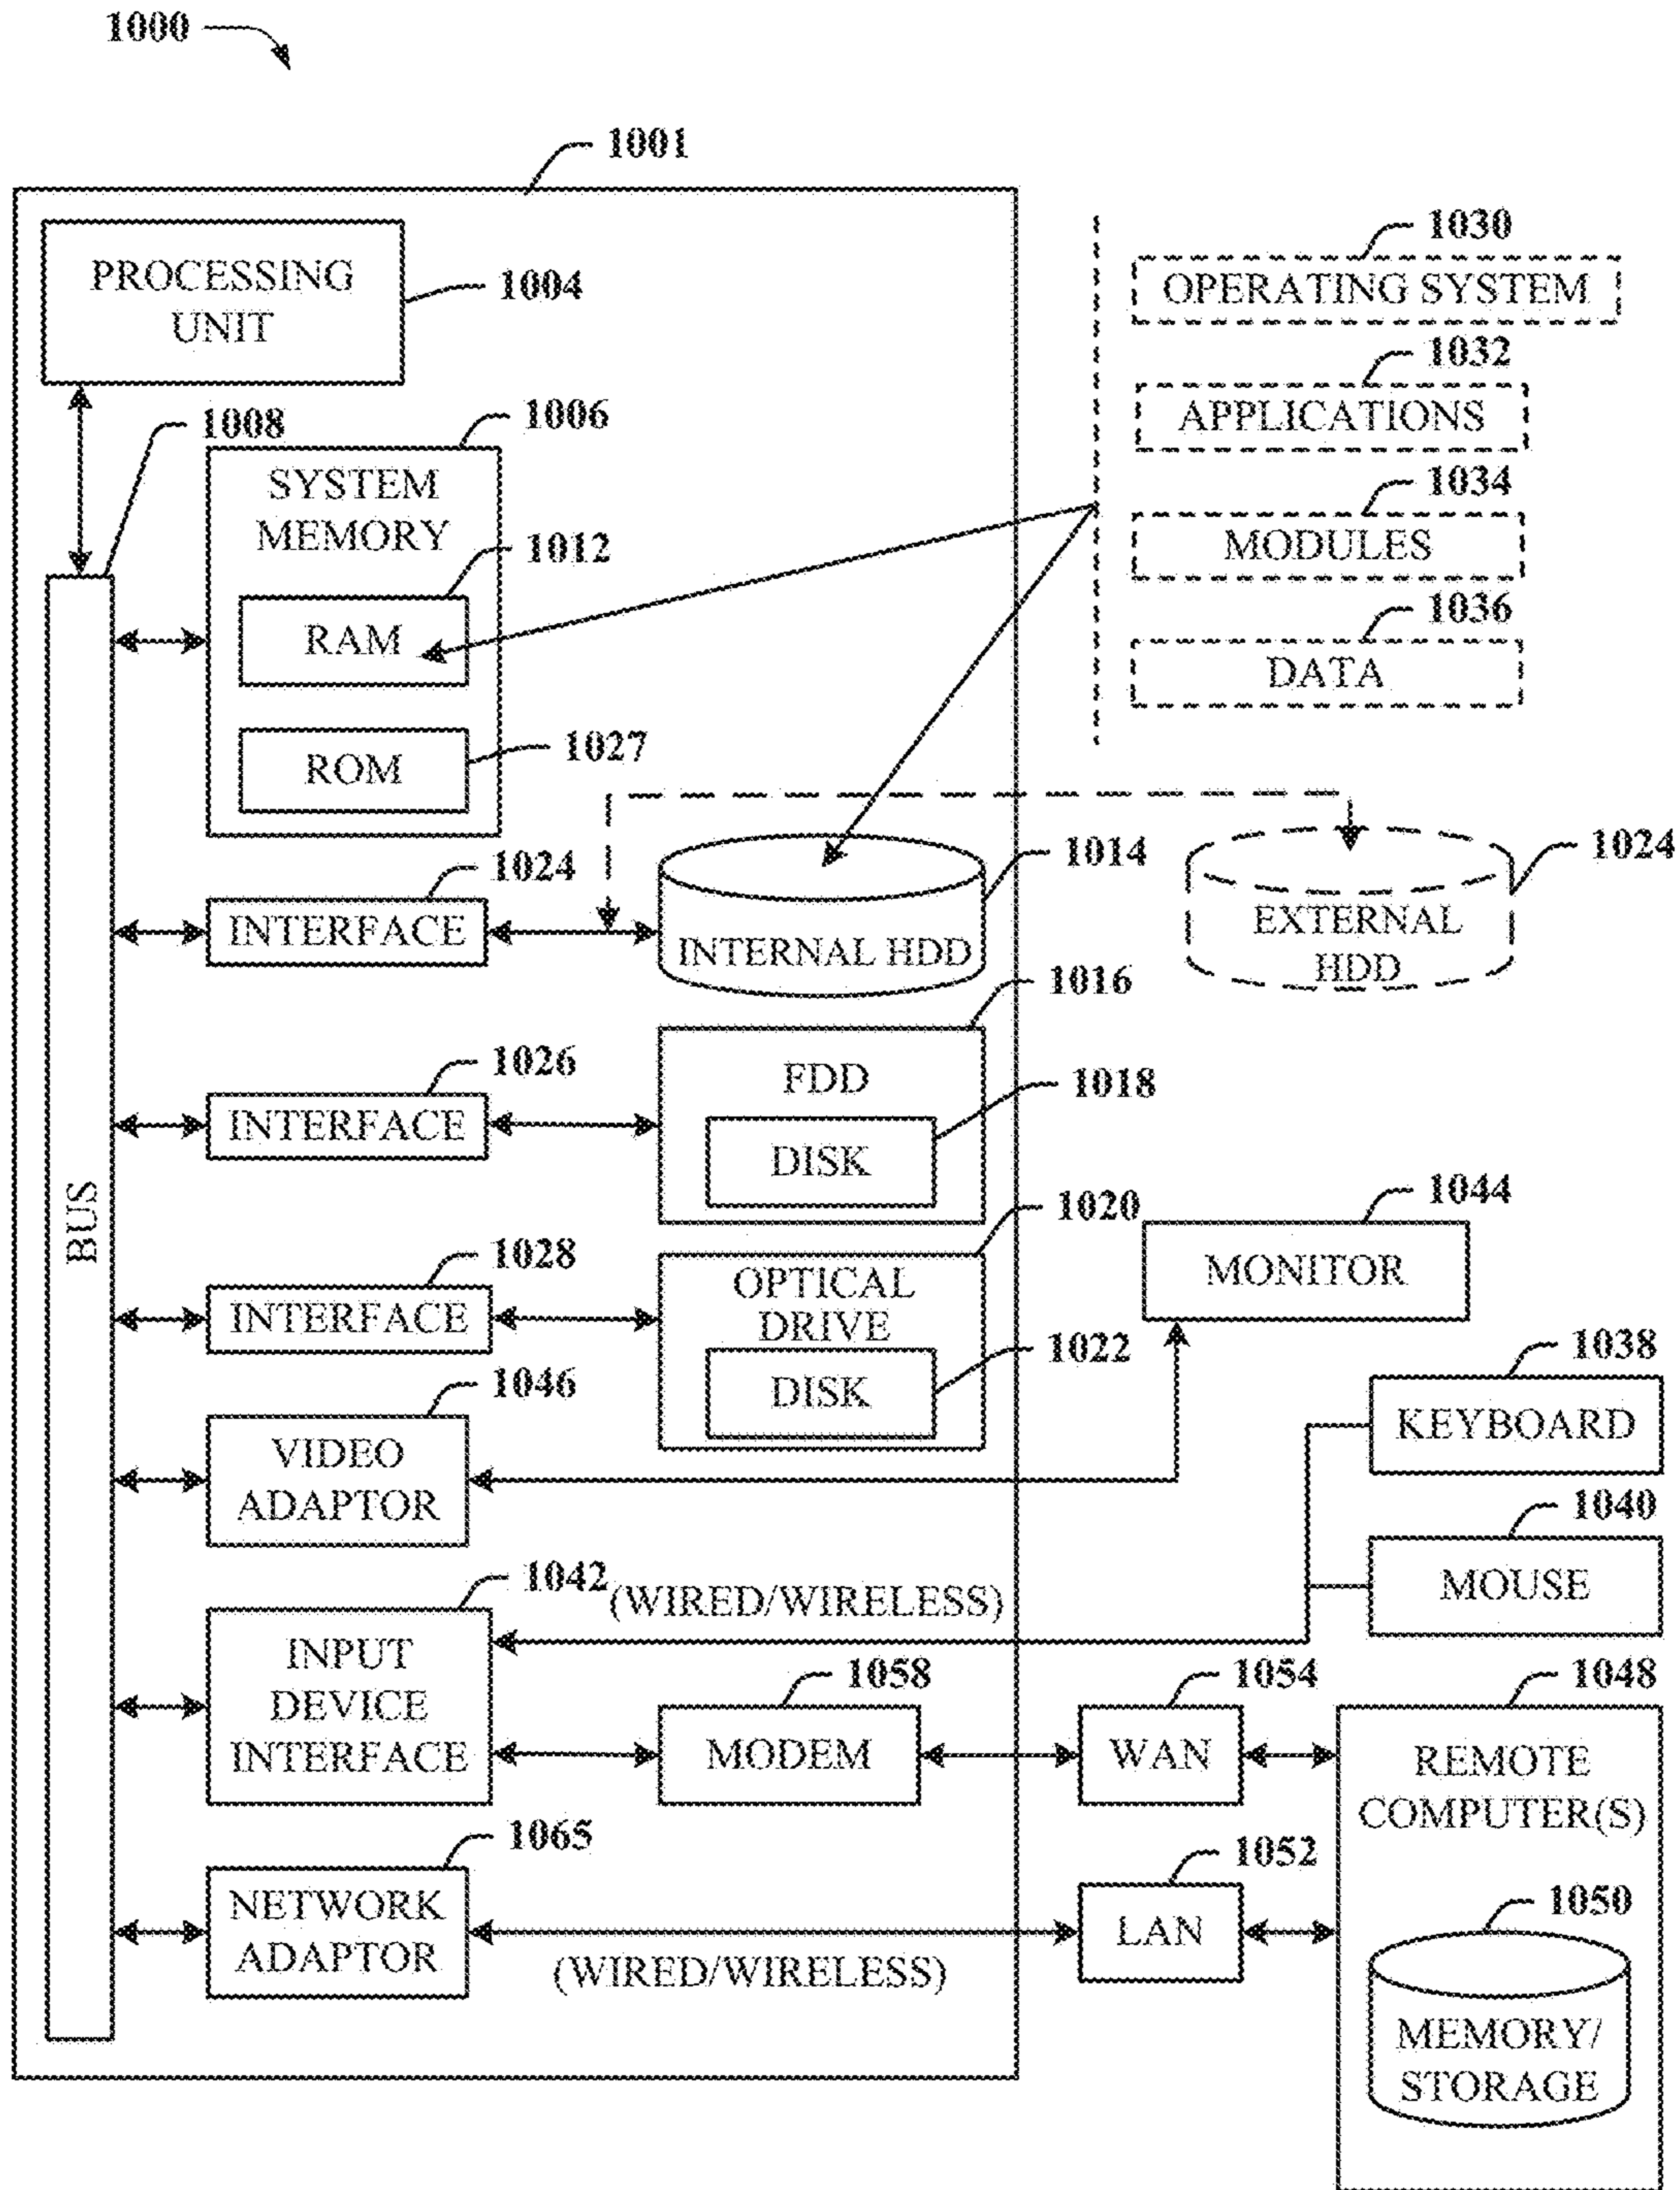 1000
1001
PROCESSING
UNIT
1004
1030
OPERATING SYSTEM
1032
APPLICATIONS
1034
MODULES
1036
DATA
1008
1006
SYSTEM
MEMORY
1012
RAM
1027
ROM
1024
INTERFACE
1014
INTERNAL HDD
1024
EXTERNAL
HDD
1026
INTERFACE
1016
FDD
1018
DISK
BUS
1028
INTERFACE
1020
OPTICAL
DRIVE
1022
DISK
1044
MONITOR
1046
VIDEO
ADAPTOR
1038
KEYBOARD
1040
MOUSE
1042
(WIRED/WIRELESS)
INPUT
DEVICE
INTERFACE
1058
MODEM
1054
WAN
1048
REMOTE
COMPUTER(S)
1065
NETWORK
ADAPTOR
(WIRED/WIRELESS)
1052
LAN
1050
MEMORY/
STORAGE